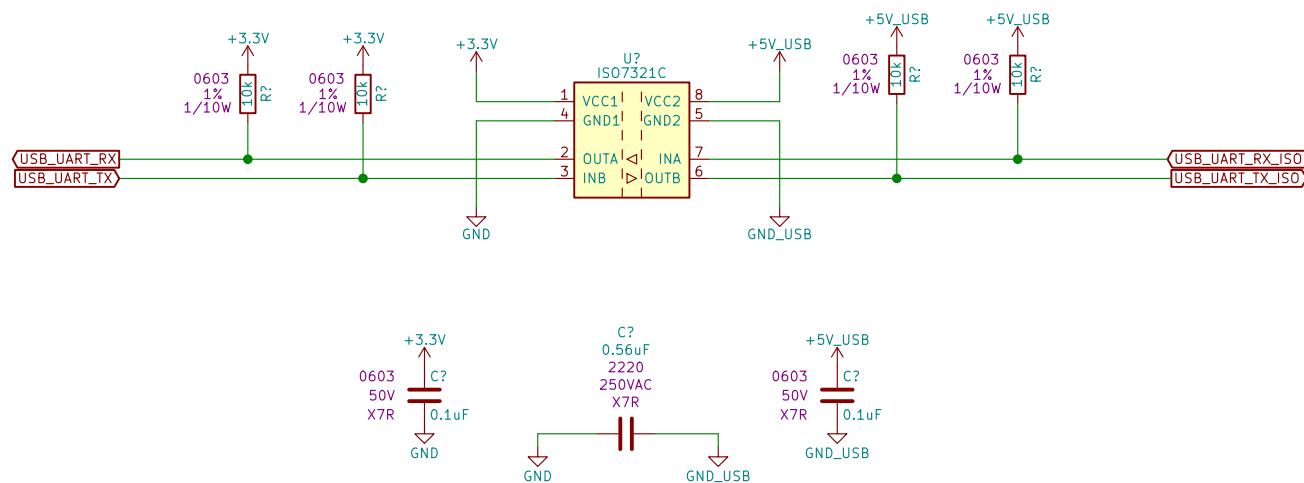 +3.3V
0603
1%
1/10W
10k
R?
+3.3V
0603
1%
1/10W
10k
R?
+3.3V
U?
ISO7321C
+5V_USB
+5V_USB
0603
1%
1/10W
10k
R?
+5V_USB
0603
1%
1/10W
10k
R?
1 VCC1 VCC2 8
4 GND1 GND2 5
USB_UART_RX 2 OUTA INA 7 USB_UART_RX_ISO
USB_UART_TX 3 INB OUTB 6 USB_UART_TX_ISO
GND
GND_USB
+3.3V
0603
50V
X7R
C?
0.1uF
GND
C?
0.56uF
2220
250VAC
X7R
GND
GND_USB
+5V_USB
0603
50V
X7R
C?
0.1uF
GND_USB